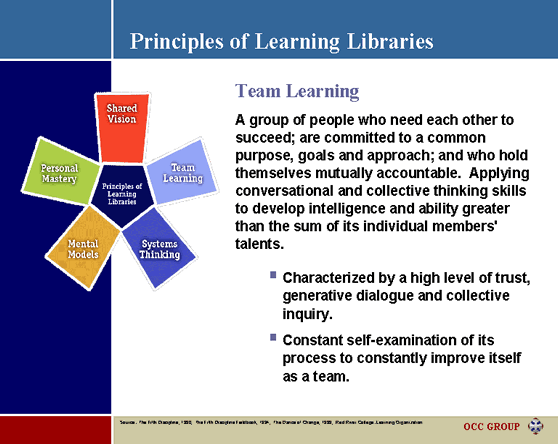 Principles of Learning Libraries
Shared
Vision
Personal
Mastery
Team
Learning
Principles of
Learning
Libraries
Mental
Models
Systems
Thinking
Team Learning
A group of people who need each other to
succeed; are committed to a common
purpose, goals and approach; and who hold
themselves mutually accountable. Applying
conversational and collective thinking skills
to develop intelligence and ability greater
than the sum of its individual members'
talents.
Characterized by a high level of trust,
generative dialogue and collective
inquiry.
Constant self-examination of its
process to constantly improve itself
as a team.
Source: The Fifth Discipline, The Fifth Discipline Fieldbook, The Dance of Change, Red River College Learning Organization
OCC GROUP